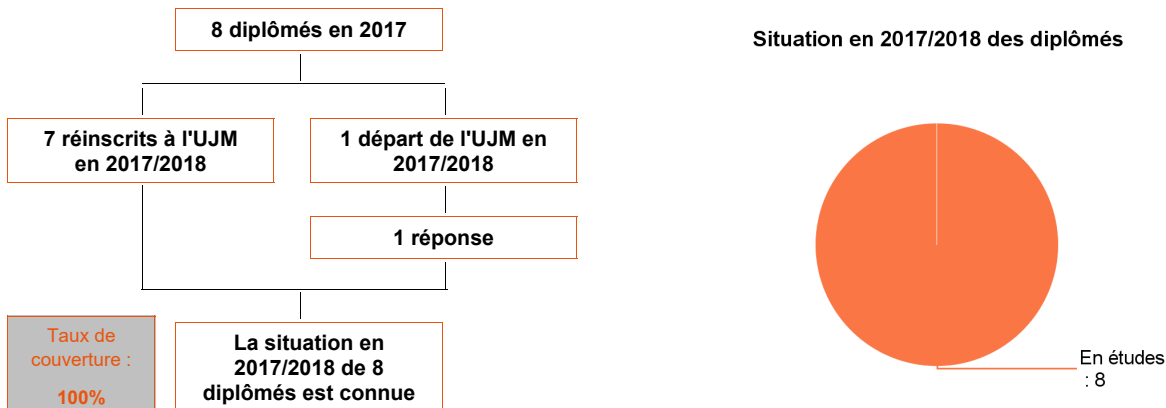 8 diplômés en 2017
7 réinscrits à l'UJM
en 2017/2018
1 départ de l'UJM en
2017/2018
1 réponse
Taux de
couverture :
100%
La situation en
2017/2018 de 8
diplômés est connue
Situation en 2017/2018 des diplômés
En études
: 8